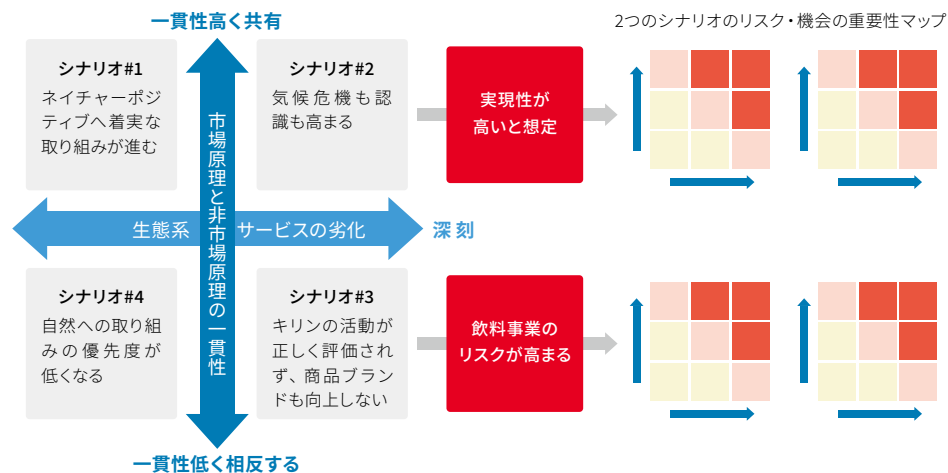 一貫性高く共有
2つのシナリオのリスク・機会の重要性マップ
シナリオ#1
ネイチャーポジ
ティブへ着実な
取り組みが進む
シナリオ#2
気候危機も認
識も高まる
実現性が
高いと想定
市場原理と非市場原理の一貫性
生態系 サービスの劣化
深刻
シナリオ#4
自然への取り組
みの優先度が
低くなる
シナリオ#3
キリンの活動が
正しく評価され
ず、商品ブラン
ドも向上しない
飲料事業の
リスクが高まる
一貫性低く相反する